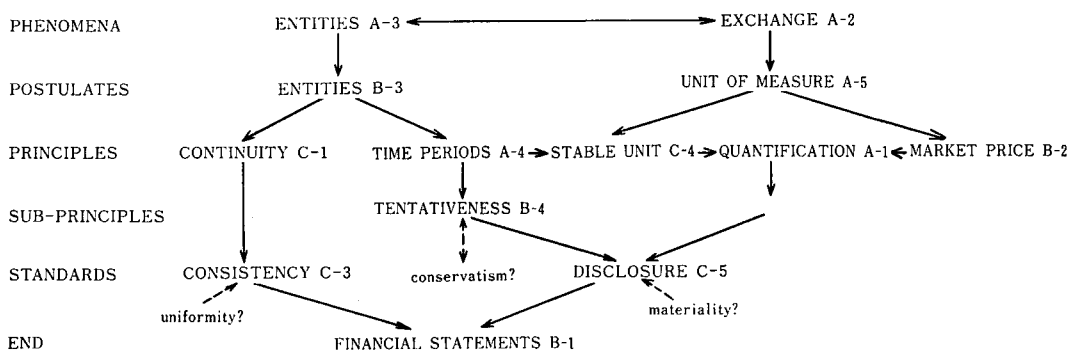 PHENOMENA ENTITIES A-3 EXCHANGE A-2
POSTULATES ENTITIES B-3 UNIT OF MEASURE A-5
PRINCIPLES CONTINUITY C-1 TIME PERIODS A-4 STABLE UNIT C-4 QUANTIFICATION A-1 MARKET PRICE B-2
SUB-PRINCIPLES TENTATIVENESS B-4
STANDARDS CONSISTENCY C-3 conservatism? DISCLOSURE C-5
uniformity? materiality?
END FINANCIAL STATEMENTS B-1